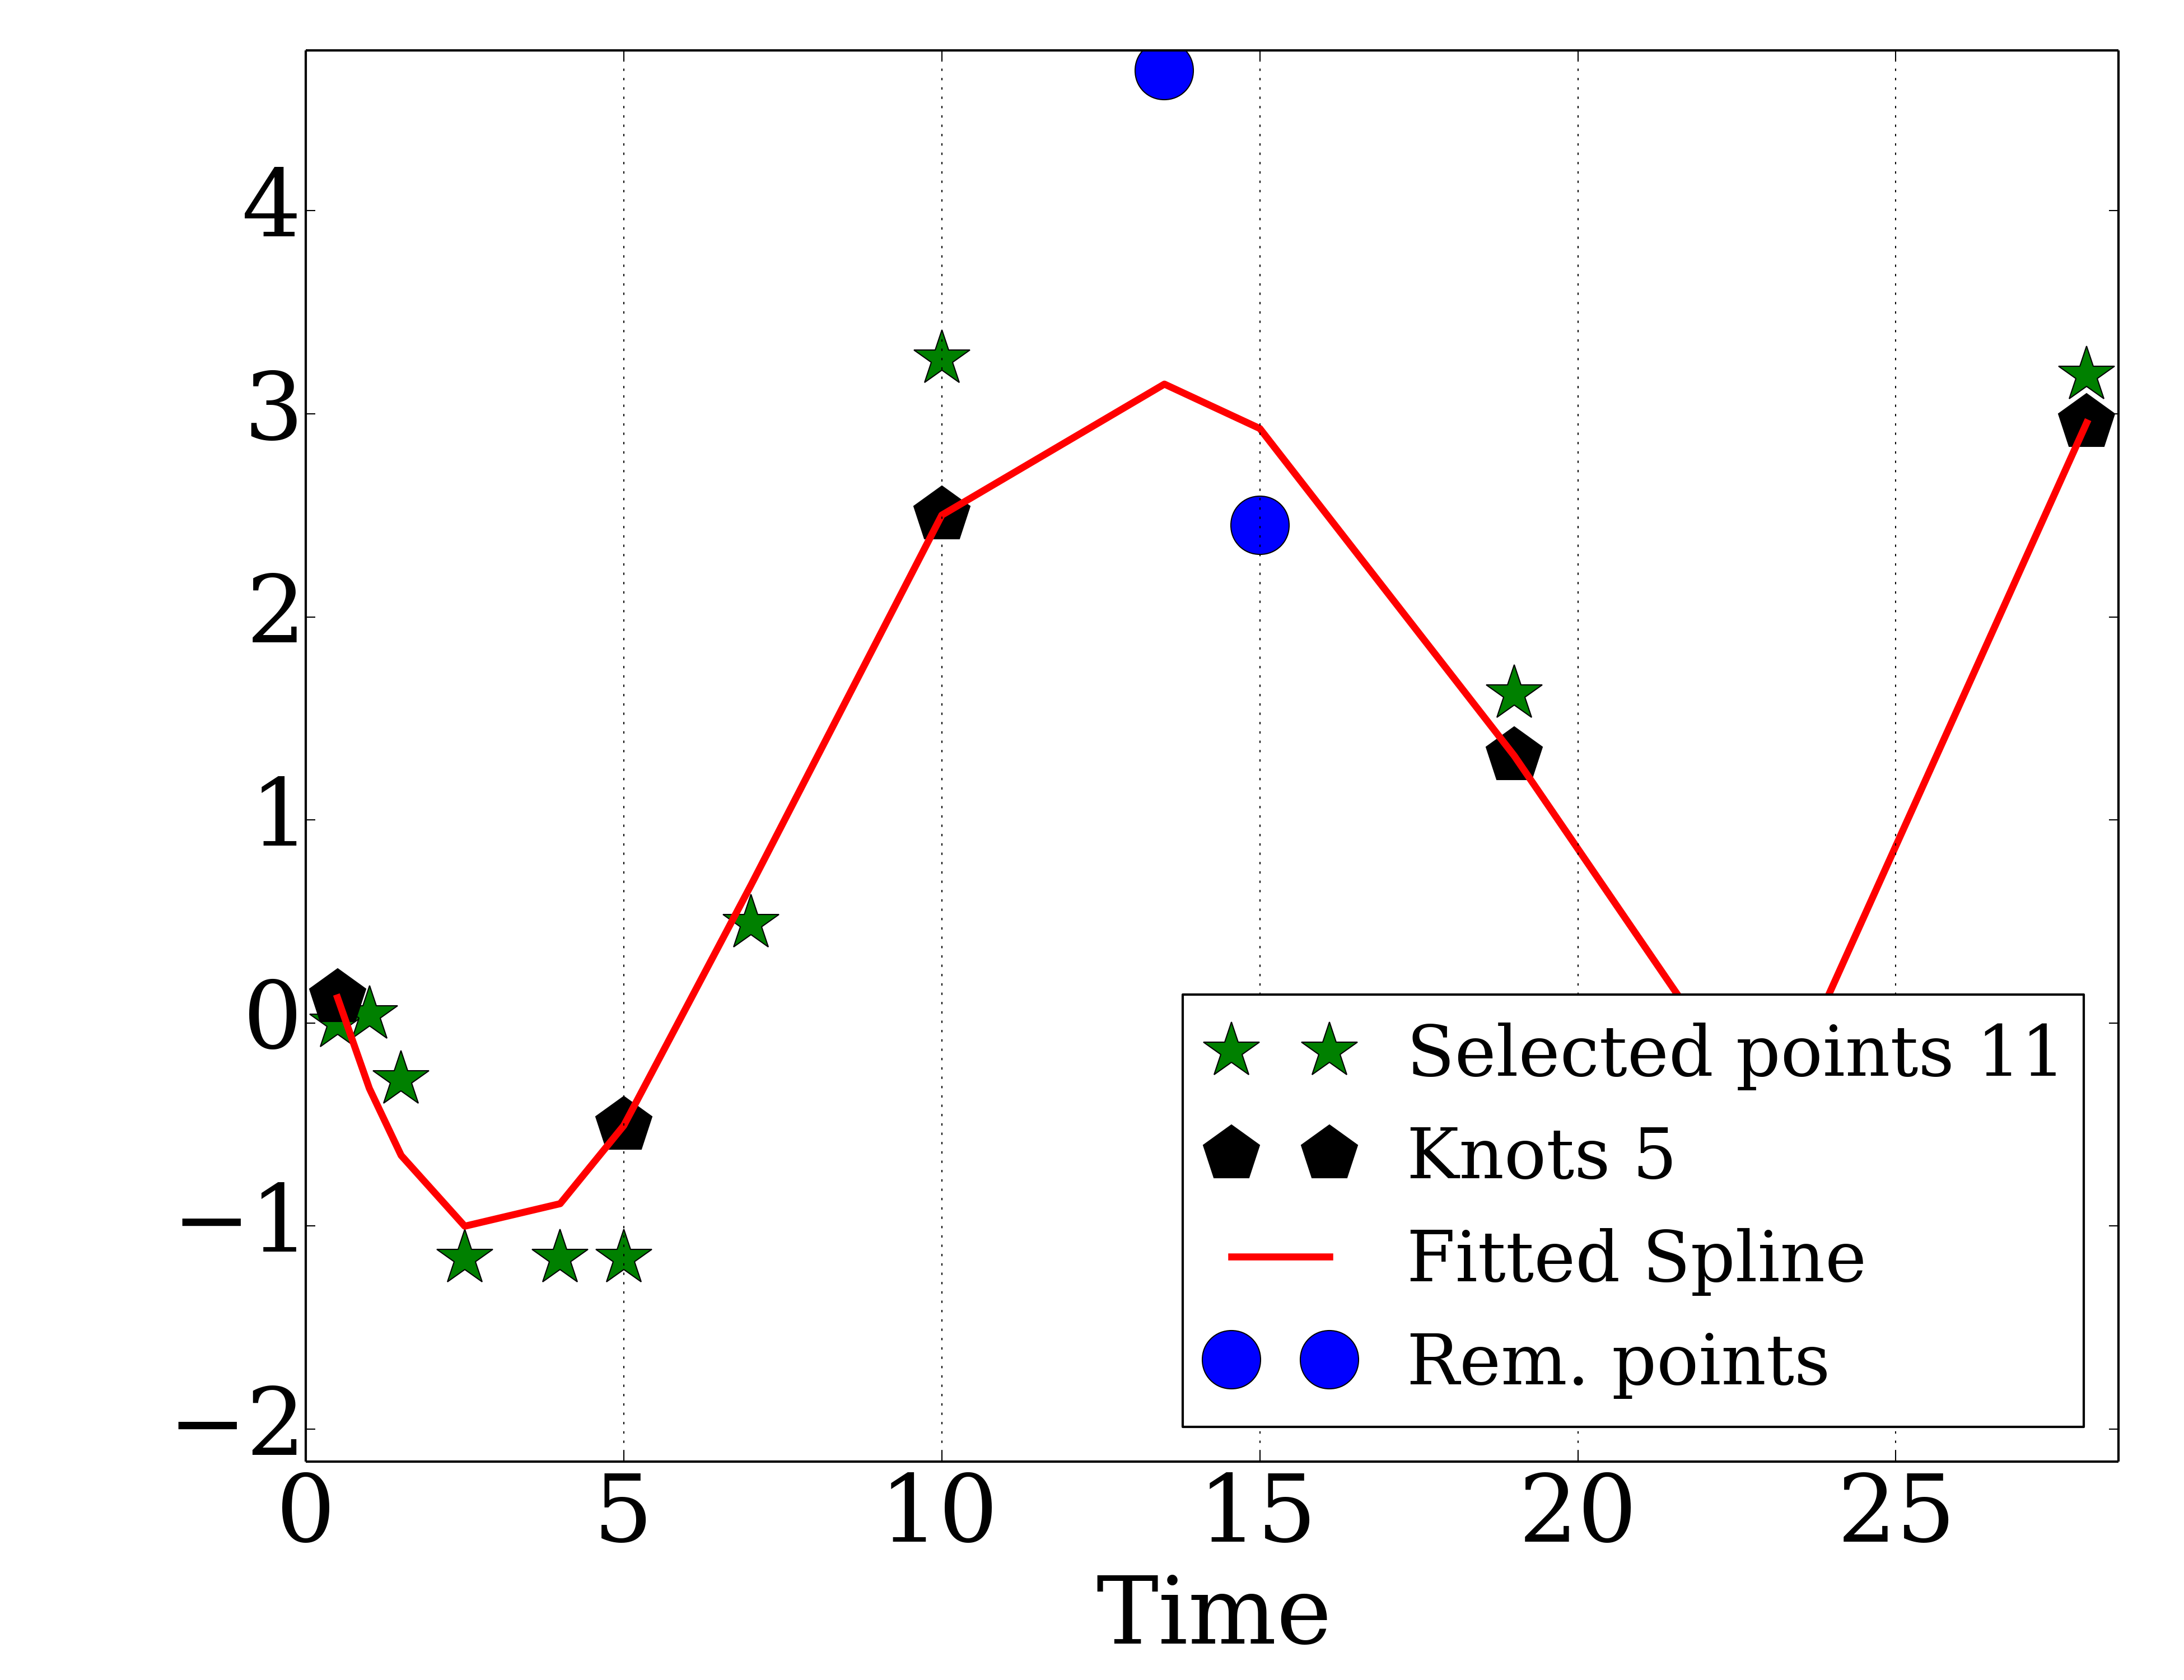 4
3
2
1
0
−1
−2
Selected points 11
Knots 5
Fitted Spline
Rem. points
0 5 10 15 20 25
Time